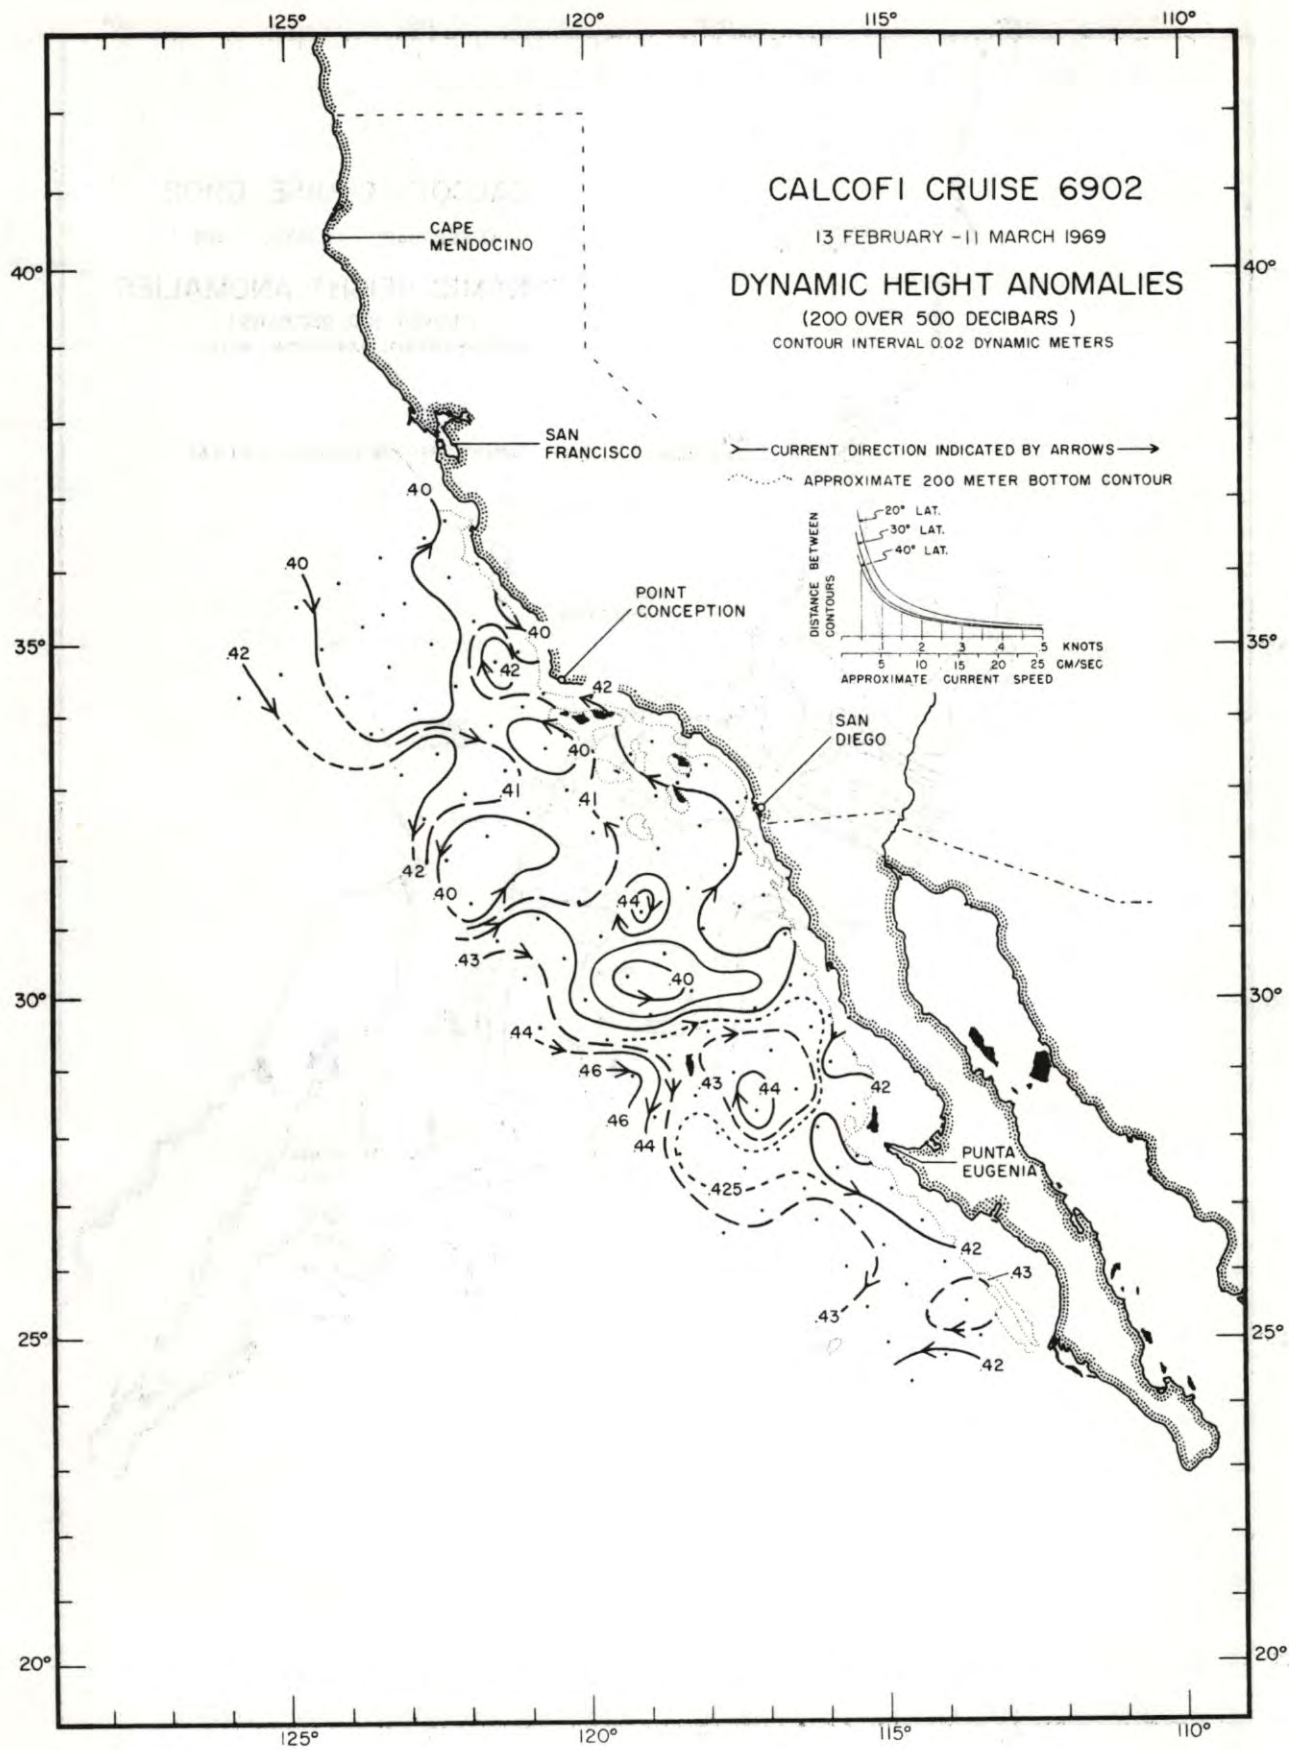 125°
120°
115°
110°
CALCOFI CRUISE 6902
13 FEBRUARY -11 MARCH 1969
DYNAMIC HEIGHT ANOMALIES
(200 OVER 500 DECIBARS )
CONTOUR INTERVAL 0.02 DYNAMIC METERS
CAPE
MENDOCINO
40°
40°
SAN
FRANCISCO
CURRENT DIRECTION INDICATED BY ARROWS
APPROXIMATE 200 METER BOTTOM CONTOUR
.40
20° LAT.
30° LAT.
40° LAT.
DISTANCE BETWEEN
CONTOURS
.40
POINT
CONCEPTION
.40
35°
.1 .2 .3 .4 .5 KNOTS
35°
5 10 15 20 25 CM/SEC
APPROXIMATE CURRENT SPEED
.42
.42
.42
SAN
DIEGO
.40
.41
.41
.42
.40
.44
.43
.40
30°
30°
.44
.46
.43
.44
.42
.46
.44
PUNTA
EUGENIA
.425
.42
.43
.43
25°
25°
.42
20°
20°
125°
120°
115°
110°